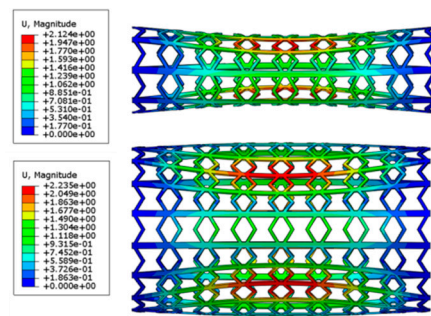 U, Magnitude
+2.124e+00
+1.947e+00
+1.770e+00
+1.593e+00
+1.416e+00
+1.239e+00
+1.062e+00
+8.851e-01
+7.081e-01
+5.310e-01
+3.540e-01
+1.770e-01
+0.000e+00
U, Magnitude
+2.235e+00
+2.049e+00
+1.863e+00
+1.677e+00
+1.490e+00
+1.304e+00
+1.118e+00
+9.315e-01
+7.452e-01
+5.589e-01
+3.726e-01
+1.863e-01
+0.000e+00